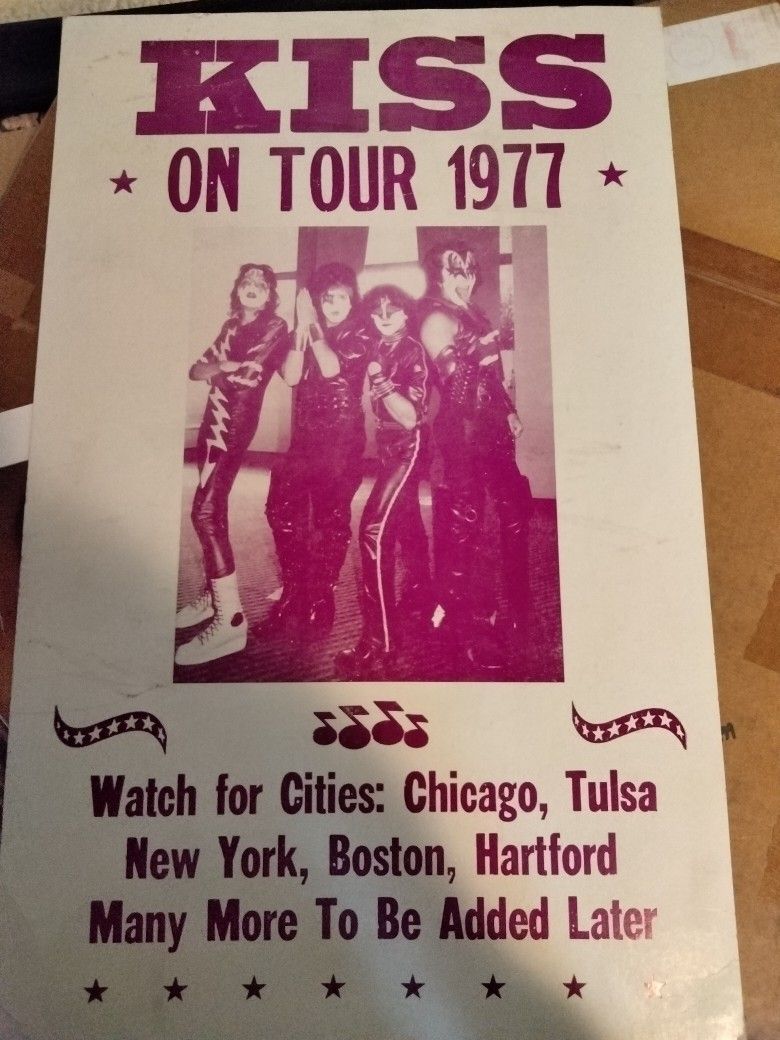 KISS
ON TOUR 1977
Watch for Cities: Chicago, Tulsa
New York, Boston, Hartford
Many More To Be Added Later